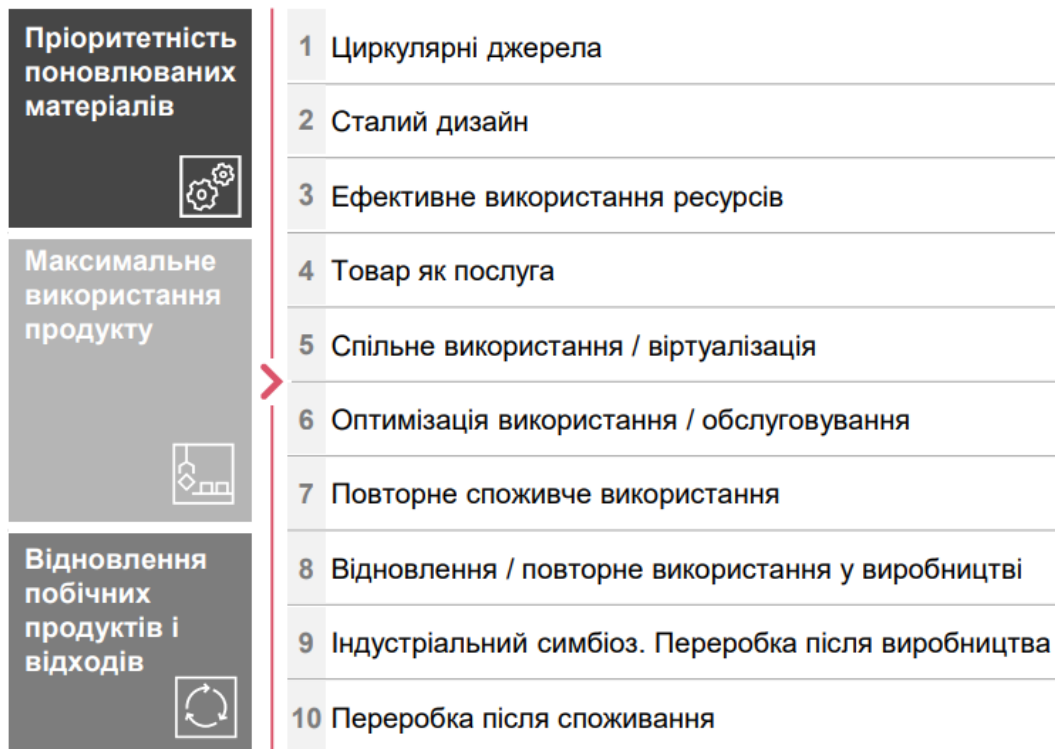 Пріоритетність
поновлюваних
матеріалів
1 Циркулярні джерела
2 Сталий дизайн
3 Ефективне використання ресурсів
Максимальне
використання
продукту
4 Товар як послуга
5 Спільне використання / віртуалізація
6 Оптимізація використання / обслуговування
7 Повторне споживче використання
Відновлення
побічних
продуктів і
відходів
8 Відновлення / повторне використання у виробництві
9 Індустріальний симбіоз. Переробка після виробництва
10 Переробка після споживання